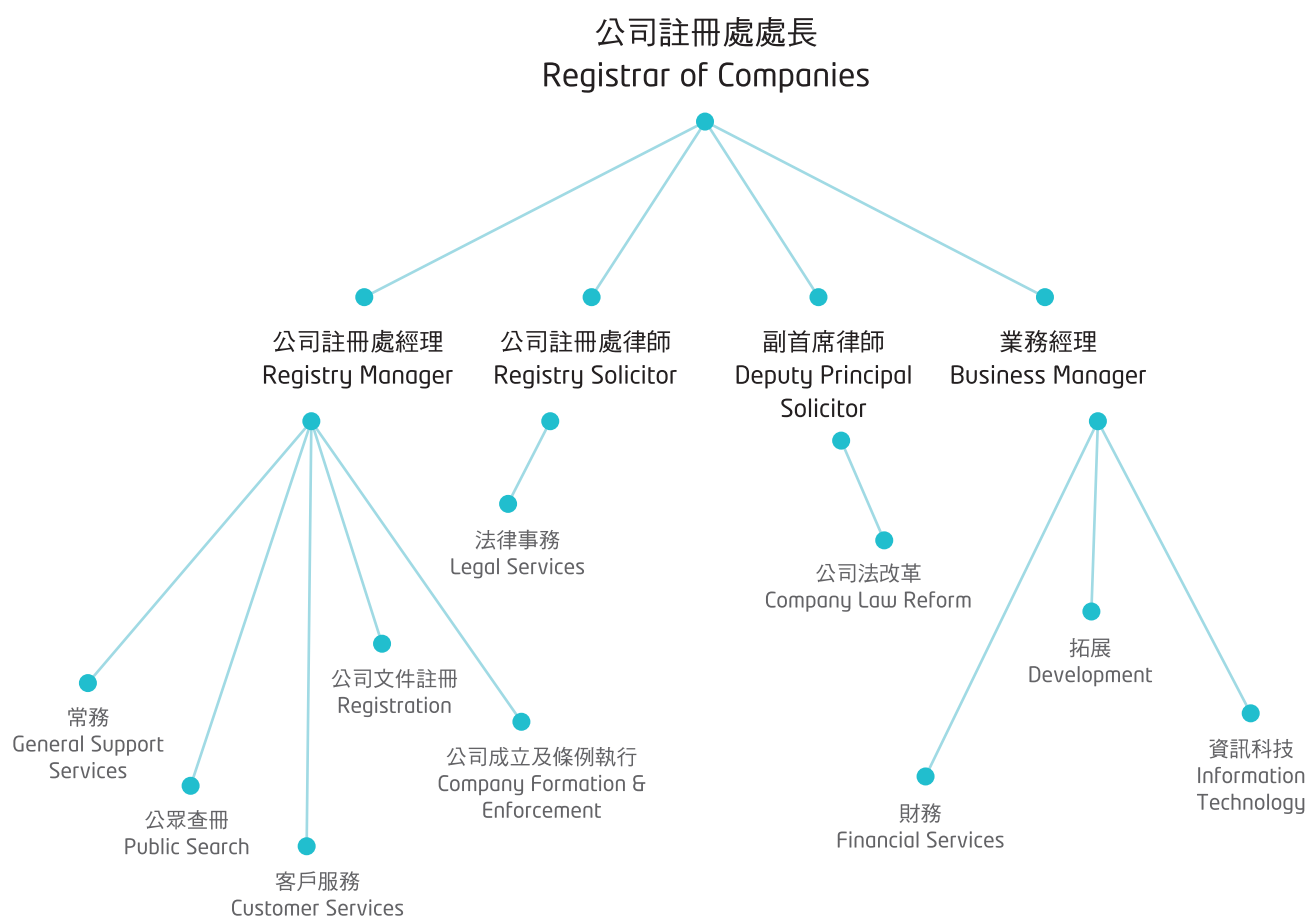 公司註冊處處長
Registrar of Companies
公司註冊處經理
Registry Manager
公司註冊處律師
Registry Solicitor
副首席律師
Deputy Principal
Solicitor
業務經理
Business Manager
法律事務
Legal Services
公司法改革
Company Law Reform
拓展
Development
公司文件註冊
Registration
常務
General Support
Services
公司成立及條例執行
Company Formation &
Enforcement
資訊科技
Information
Technology
公眾查冊
Public Search
財務
Financial Services
客戶服務
Customer Services